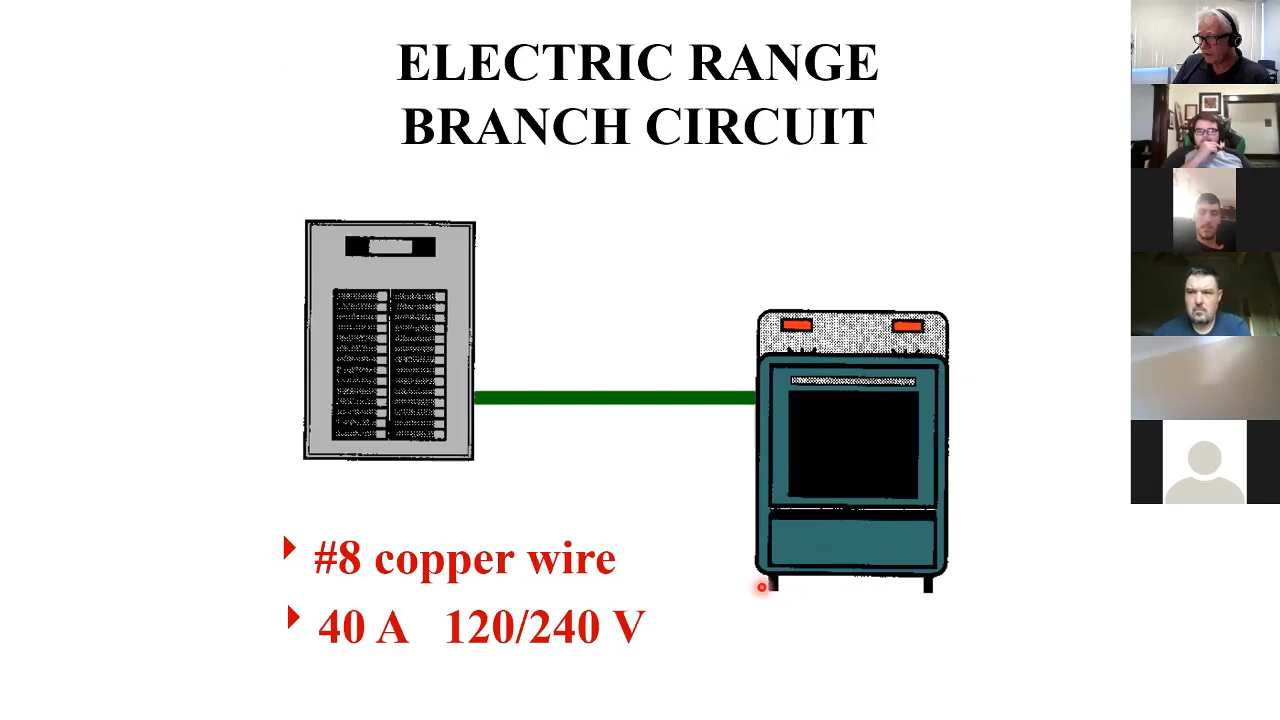 ELECTRIC RANGE
BRANCH CIRCUIT
#8 copper wire
40 A 120/240 V